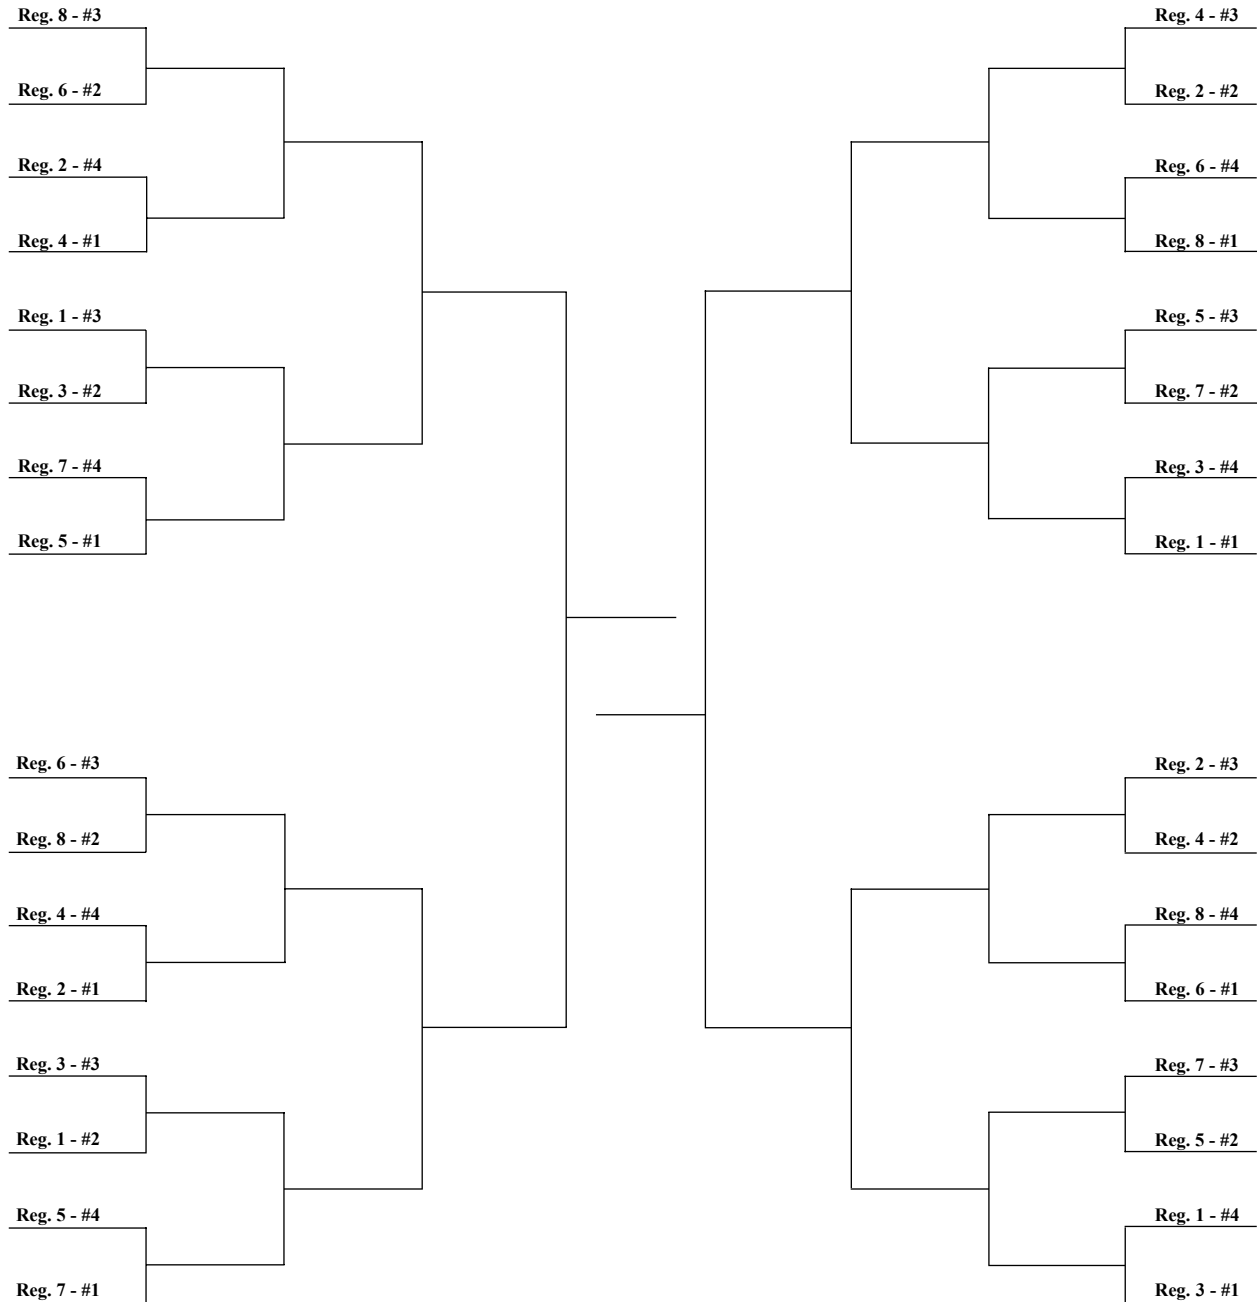 Reg. 8 - #3
Reg. 6 - #2
Reg. 2 - #4
Reg. 4 - #1
Reg. 1 - #3
Reg. 3 - #2
Reg. 7 - #4
Reg. 5 - #1
Reg. 6 - #3
Reg. 8 - #2
Reg. 4 - #4
Reg. 2 - #1
Reg. 3 - #3
Reg. 1 - #2
Reg. 5 - #4
Reg. 7 - #1
Reg. 4 - #3
Reg. 2 - #2
Reg. 6 - #4
Reg. 8 - #1
Reg. 5 - #3
Reg. 7 - #2
Reg. 3 - #4
Reg. 1 - #1
Reg. 2 - #3
Reg. 4 - #2
Reg. 8 - #4
Reg. 6 - #1
Reg. 7 - #3
Reg. 5 - #2
Reg. 1 - #4
Reg. 3 - #1